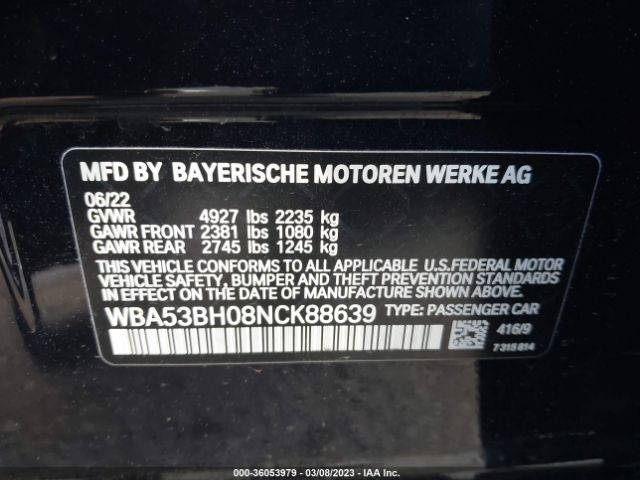 MFD BY BAYERISCHE MOTOREN WERKE AG
06/22
GVWR 4927 lbs 2235 kg
GAWR FRONT 2381 lbs 1080 kg
GAWR REAR 2745 lbs 1245 kg
THIS VEHICLE CONFORMS TO ALL APPLICABLE U.S.FEDERAL MOTOR
VEHICLE SAFETY, BUMPER AND THEFT PREVENTION STANDARDS
IN EFFECT ON THE DATE OF MANUFACTURE SHOWN ABOVE.
WBA53BH08NCK88639 TYPE: PASSENGER CAR
416/9
7315814
000-36053979 — 03/08/2023 — IAA Inc.